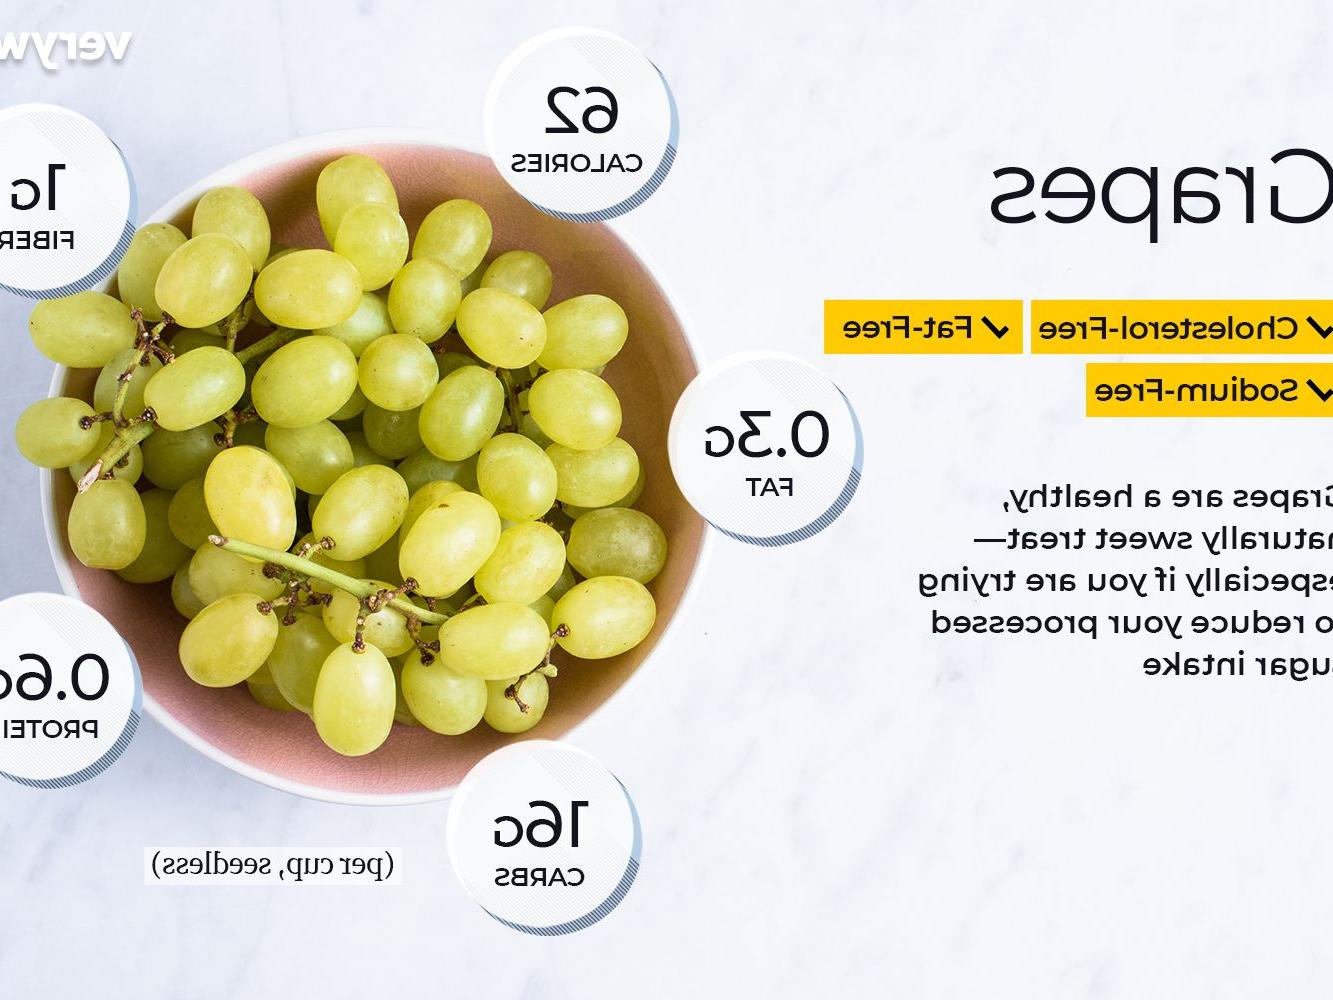 veryw
62
CALORIES
1G
FIBER
Grapes
✓ Cholesterol-Free ✓ Fat-Free
✓ Sodium-Free
0.3G
FAT
Grapes are a healthy,
naturally sweet treat—
especially if you are trying
to reduce your processed
sugar intake
0.6G
PROTEI
16G
CARBS
(per cup, seedless)